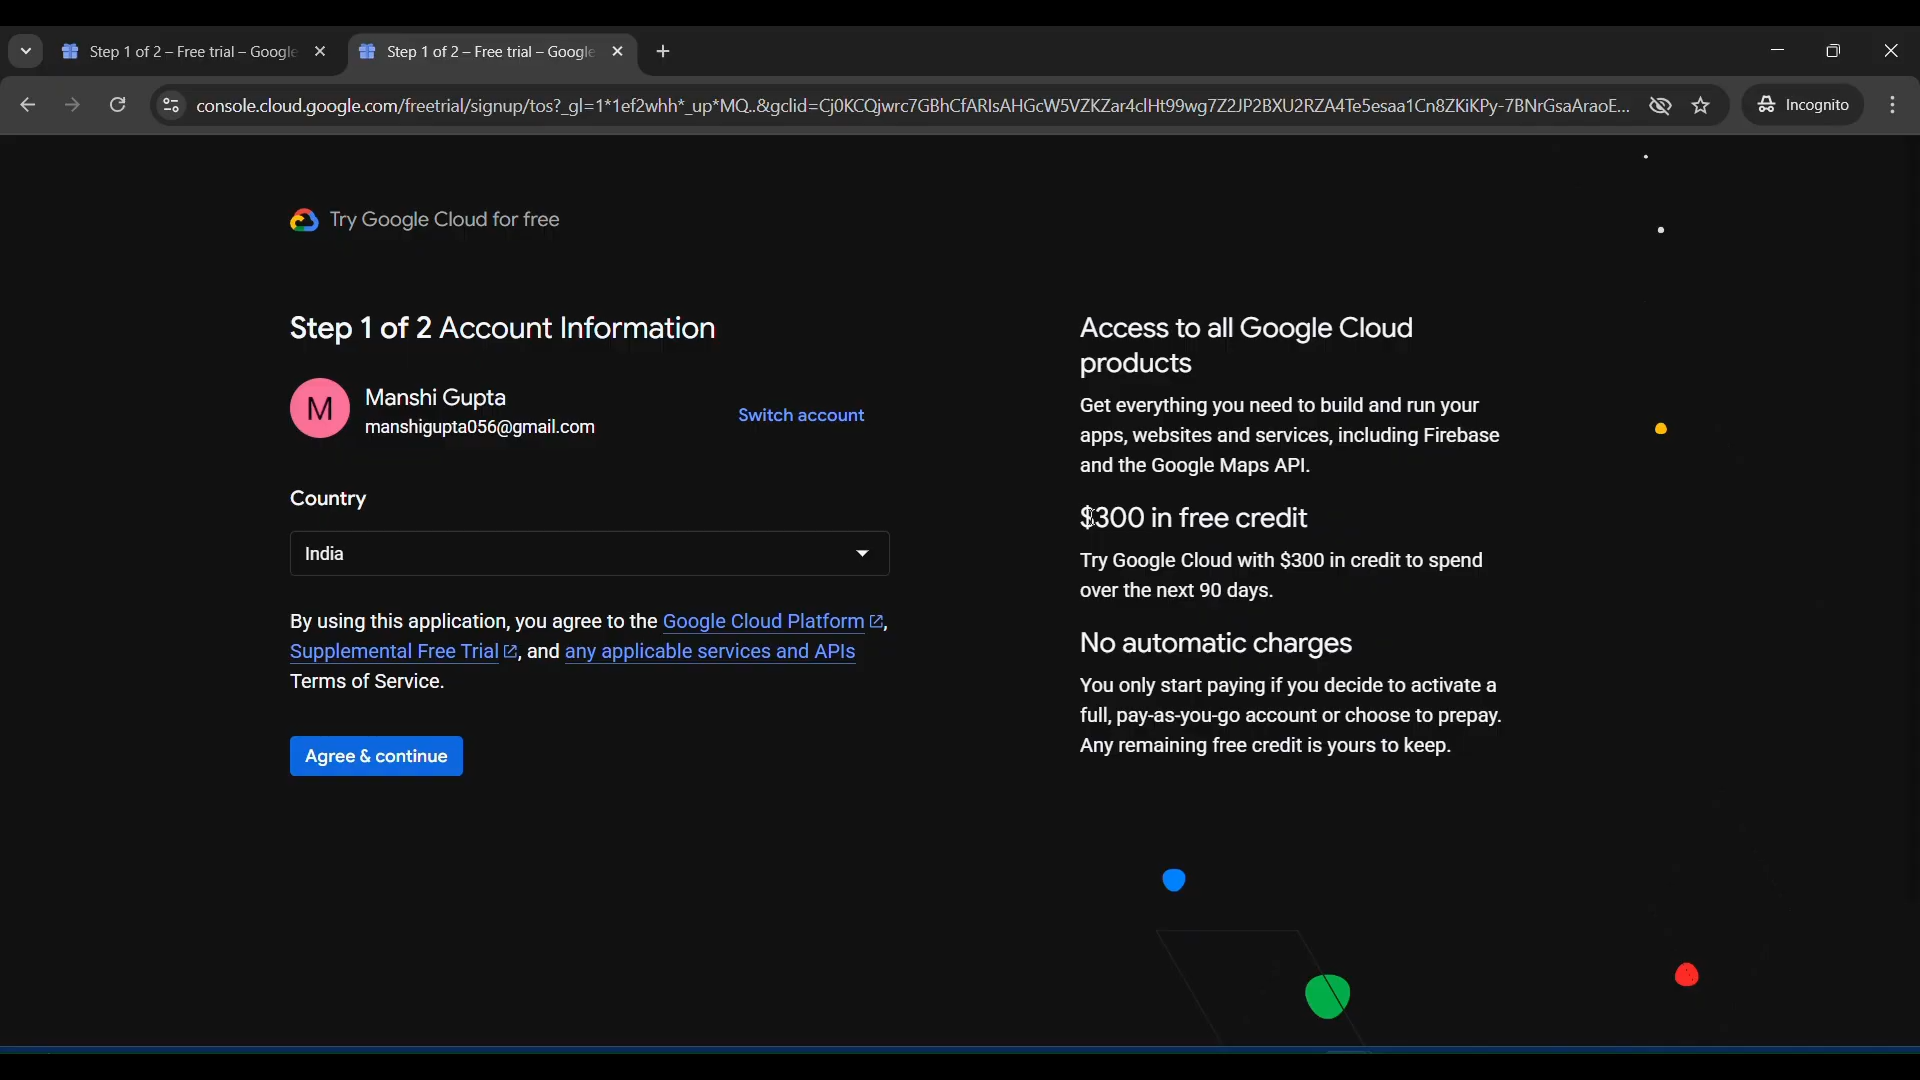 Step 1 of 2 – Free trial – Google
Step 1 of 2 – Free trial – Google
console.cloud.google.com/freetrial/signup/tos?_gl=1*1ef2whh*_up*MQ..&gclid=Cj0KCQjwrc7GBhCfARIsAHGcW5VZKZar4clHt99wg7Z2JP2BXU2RZA4Te5esaa1Cn8ZKiKPy-7BNrGsaAraoE...
Incognito
Try Google Cloud for free
Step 1 of 2 Account Information
M
Manshi Gupta
manshigupta056@gmail.com
Switch account
Country
India
By using this application, you agree to the Google Cloud Platform,
Supplemental Free Trial, and any applicable services and APIs
Terms of Service.
Agree & continue
Access to all Google Cloud
products
Get everything you need to build and run your
apps, websites and services, including Firebase
and the Google Maps API.
$300 in free credit
Try Google Cloud with $300 in credit to spend
over the next 90 days.
No automatic charges
You only start paying if you decide to activate a
full, pay-as-you-go account or choose to prepay.
Any remaining free credit is yours to keep.